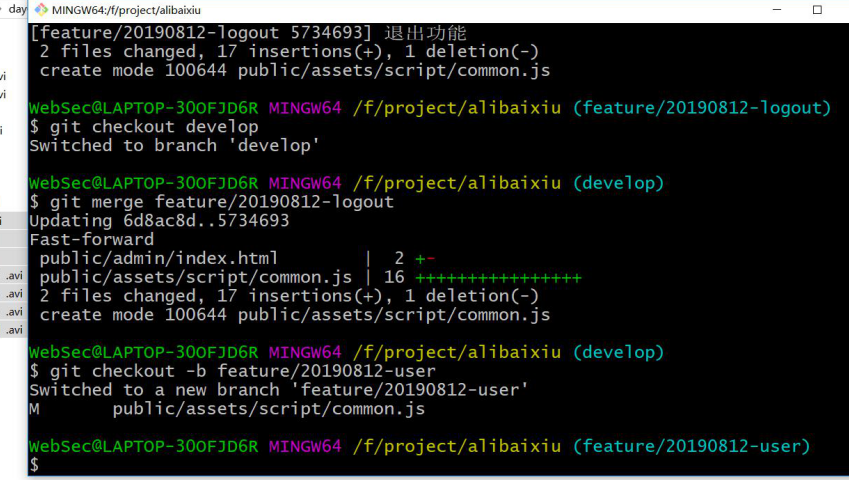 day
MINGW64:/f/project/alibaixiu
[feature/20190812-logout 5734693] 退出功能
2 files changed, 17 insertions(+), 1 deletion(-)
create mode 100644 public/assets/script/common.js
WebSec@LAPTOP-3OOFJD6R MINGW64 /f/project/alibaixiu (feature/20190812-logout)
$ git checkout develop
Switched to branch 'develop'
WebSec@LAPTOP-3OOFJD6R MINGW64 /f/project/alibaixiu (develop)
$ git merge feature/20190812-logout
Updating 6d8ac8d..5734693
Fast-forward
public/admin/index.html | 2 +-
public/assets/script/common.js | 16 ++++++++++++++++
2 files changed, 17 insertions(+), 1 deletion(-)
create mode 100644 public/assets/script/common.js
WebSec@LAPTOP-3OOFJD6R MINGW64 /f/project/alibaixiu (develop)
$ git checkout -b feature/20190812-user
Switched to a new branch 'feature/20190812-user'
M public/assets/script/common.js
WebSec@LAPTOP-3OOFJD6R MINGW64 /f/project/alibaixiu (feature/20190812-user)
$
.avi
.avi
.avi
.avi